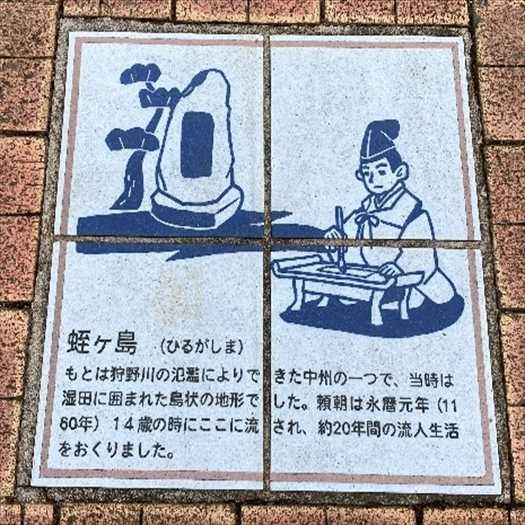 蛭ヶ島 (ひるがしま)
もとは狩野川の氾濫によりできた中州の一つで、当時は
湿田に囲まれた島状の地形でした。頼朝は永暦元年(11
60年)14歳の時にここに流され、約20年間の流人生活
をおくりました。